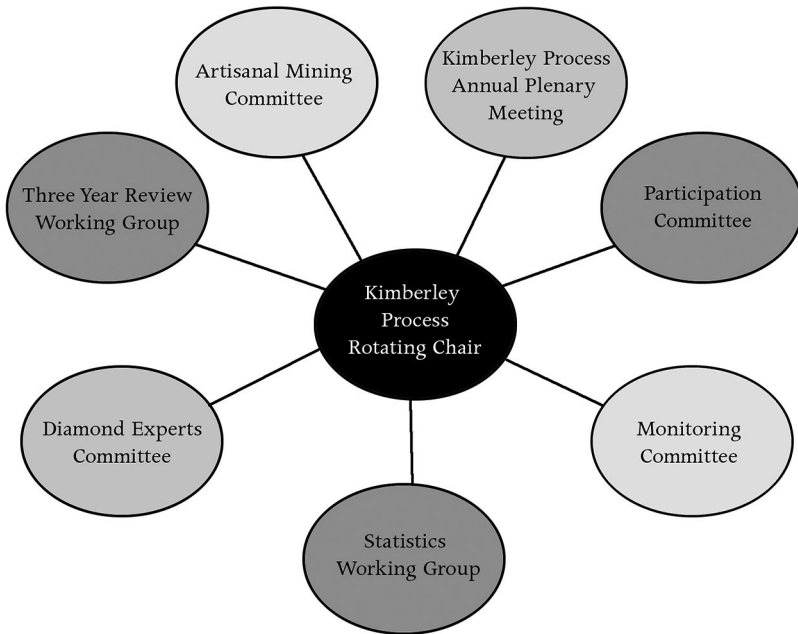 Artisanal Mining
Committee
Kimberley Process
Annual Plenary
Meeting
Three Year Review
Working Group
Participation
Committee
Kimberley
Process
Rotating Chair
Diamond Experts
Committee
Monitoring
Committee
Statistics
Working Group